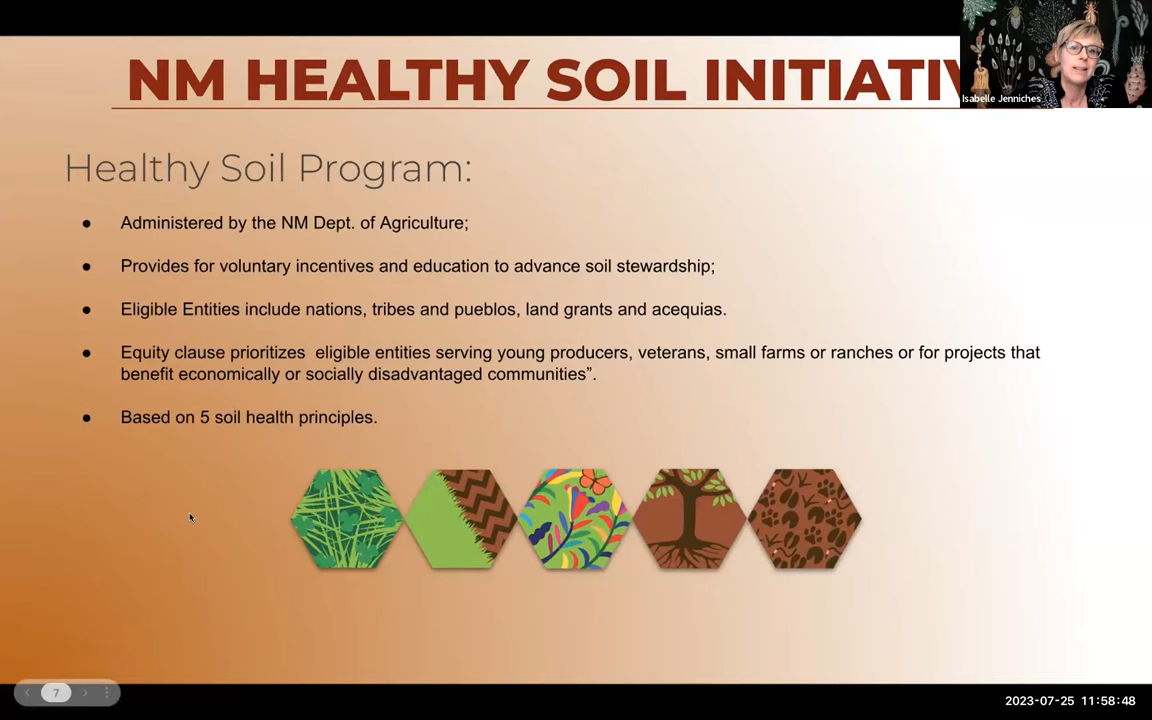 NM HEALTHY SOIL INITIATIV
Isabelle Jenniches
Healthy Soil Program:
● Administered by the NM Dept. of Agriculture;
● Provides for voluntary incentives and education to advance soil stewardship;
● Eligible Entities include nations, tribes and pueblos, land grants and acequias.
● Equity clause prioritizes  eligible entities serving young producers, veterans, small farms or ranches or for projects that
benefit economically or socially disadvantaged communities”.
● Based on 5 soil health principles.
7
2023-07-25 11:58:48